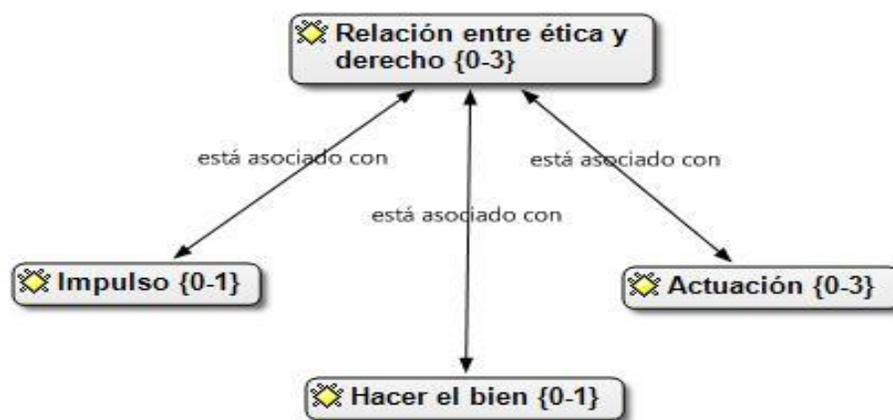 Relación entre ética y
derecho {0-3}
está asociado con
está asociado con
está asociado con
Impulso {0-1}
Actuación {0-3}
Hacer el bien {0-1}